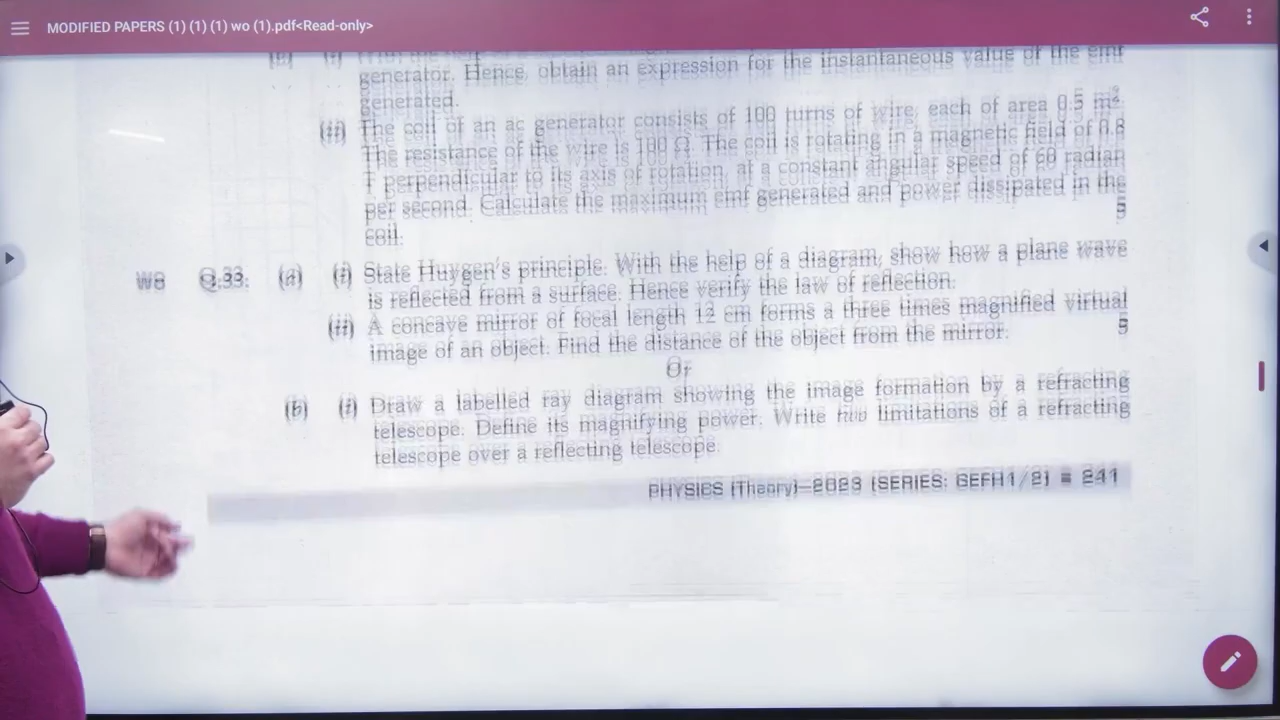 MODIFIED PAPERS (1) (1) (1) wo (1).pdf<Read-only>
generator. Hence, obtain an expression for the instantaneous value of the emf
generated.
(ii) The coil of an ac generator consists of 100 turns of wire, each of area 0.5 m².
The resistance of the wire is 100 Ω. The coil is rotating in a magnetic field of 0.8
T perpendicular to its axis of rotation, at a constant angular speed of 60 radian
per second. Calculate the maximum emf generated and power dissipated in the
coil. 5
WO Q.33. (a) (i) State Huygen's principle. With the help of a diagram, show how a plane wave
is reflected from a surface. Hence verify the law of reflection.
(ii) A concave mirror of focal length 12 cm forms a three times magnified virtual
image of an object. Find the distance of the object from the mirror. 5
Or
(b) (i) Draw a labelled ray diagram showing the image formation by a refracting
telescope. Define its magnifying power. Write two limitations of a refracting
telescope over a reflecting telescope.
PHYSICS (Theory)—2023 (SERIES: GEFH1/2) ■ 241